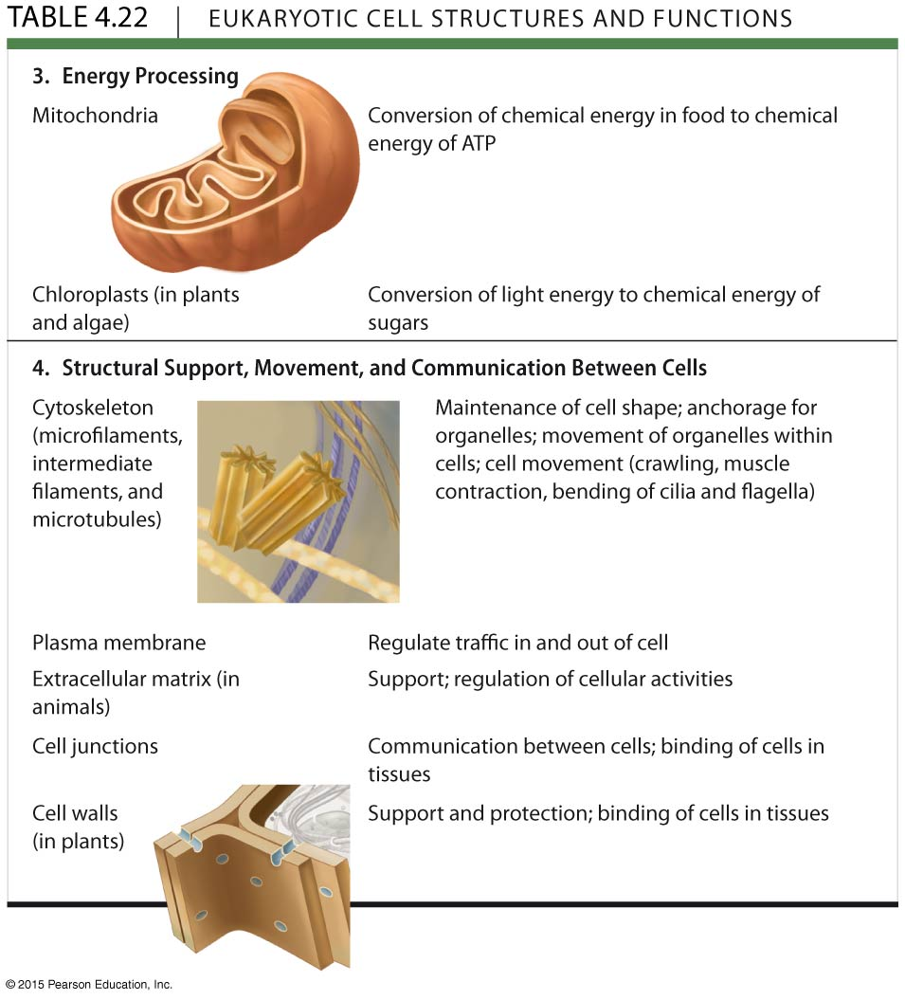 TABLE 4.22 | EUKARYOTIC CELL STRUCTURES AND FUNCTIONS
3. Energy Processing
Mitochondria
Conversion of chemical energy in food to chemical
energy of ATP
Chloroplasts (in plants
and algae)
Conversion of light energy to chemical energy of
sugars
4. Structural Support, Movement, and Communication Between Cells
Cytoskeleton
(microfilaments,
intermediate
filaments, and
microtubules)
Maintenance of cell shape; anchorage for
organelles; movement of organelles within
cells; cell movement (crawling, muscle
contraction, bending of cilia and flagella)
Plasma membrane
Regulate traffic in and out of cell
Extracellular matrix (in
animals)
Support; regulation of cellular activities
Cell junctions
Communication between cells; binding of cells in
tissues
Cell walls
(in plants)
Support and protection; binding of cells in tissues
© 2015 Pearson Education, Inc.